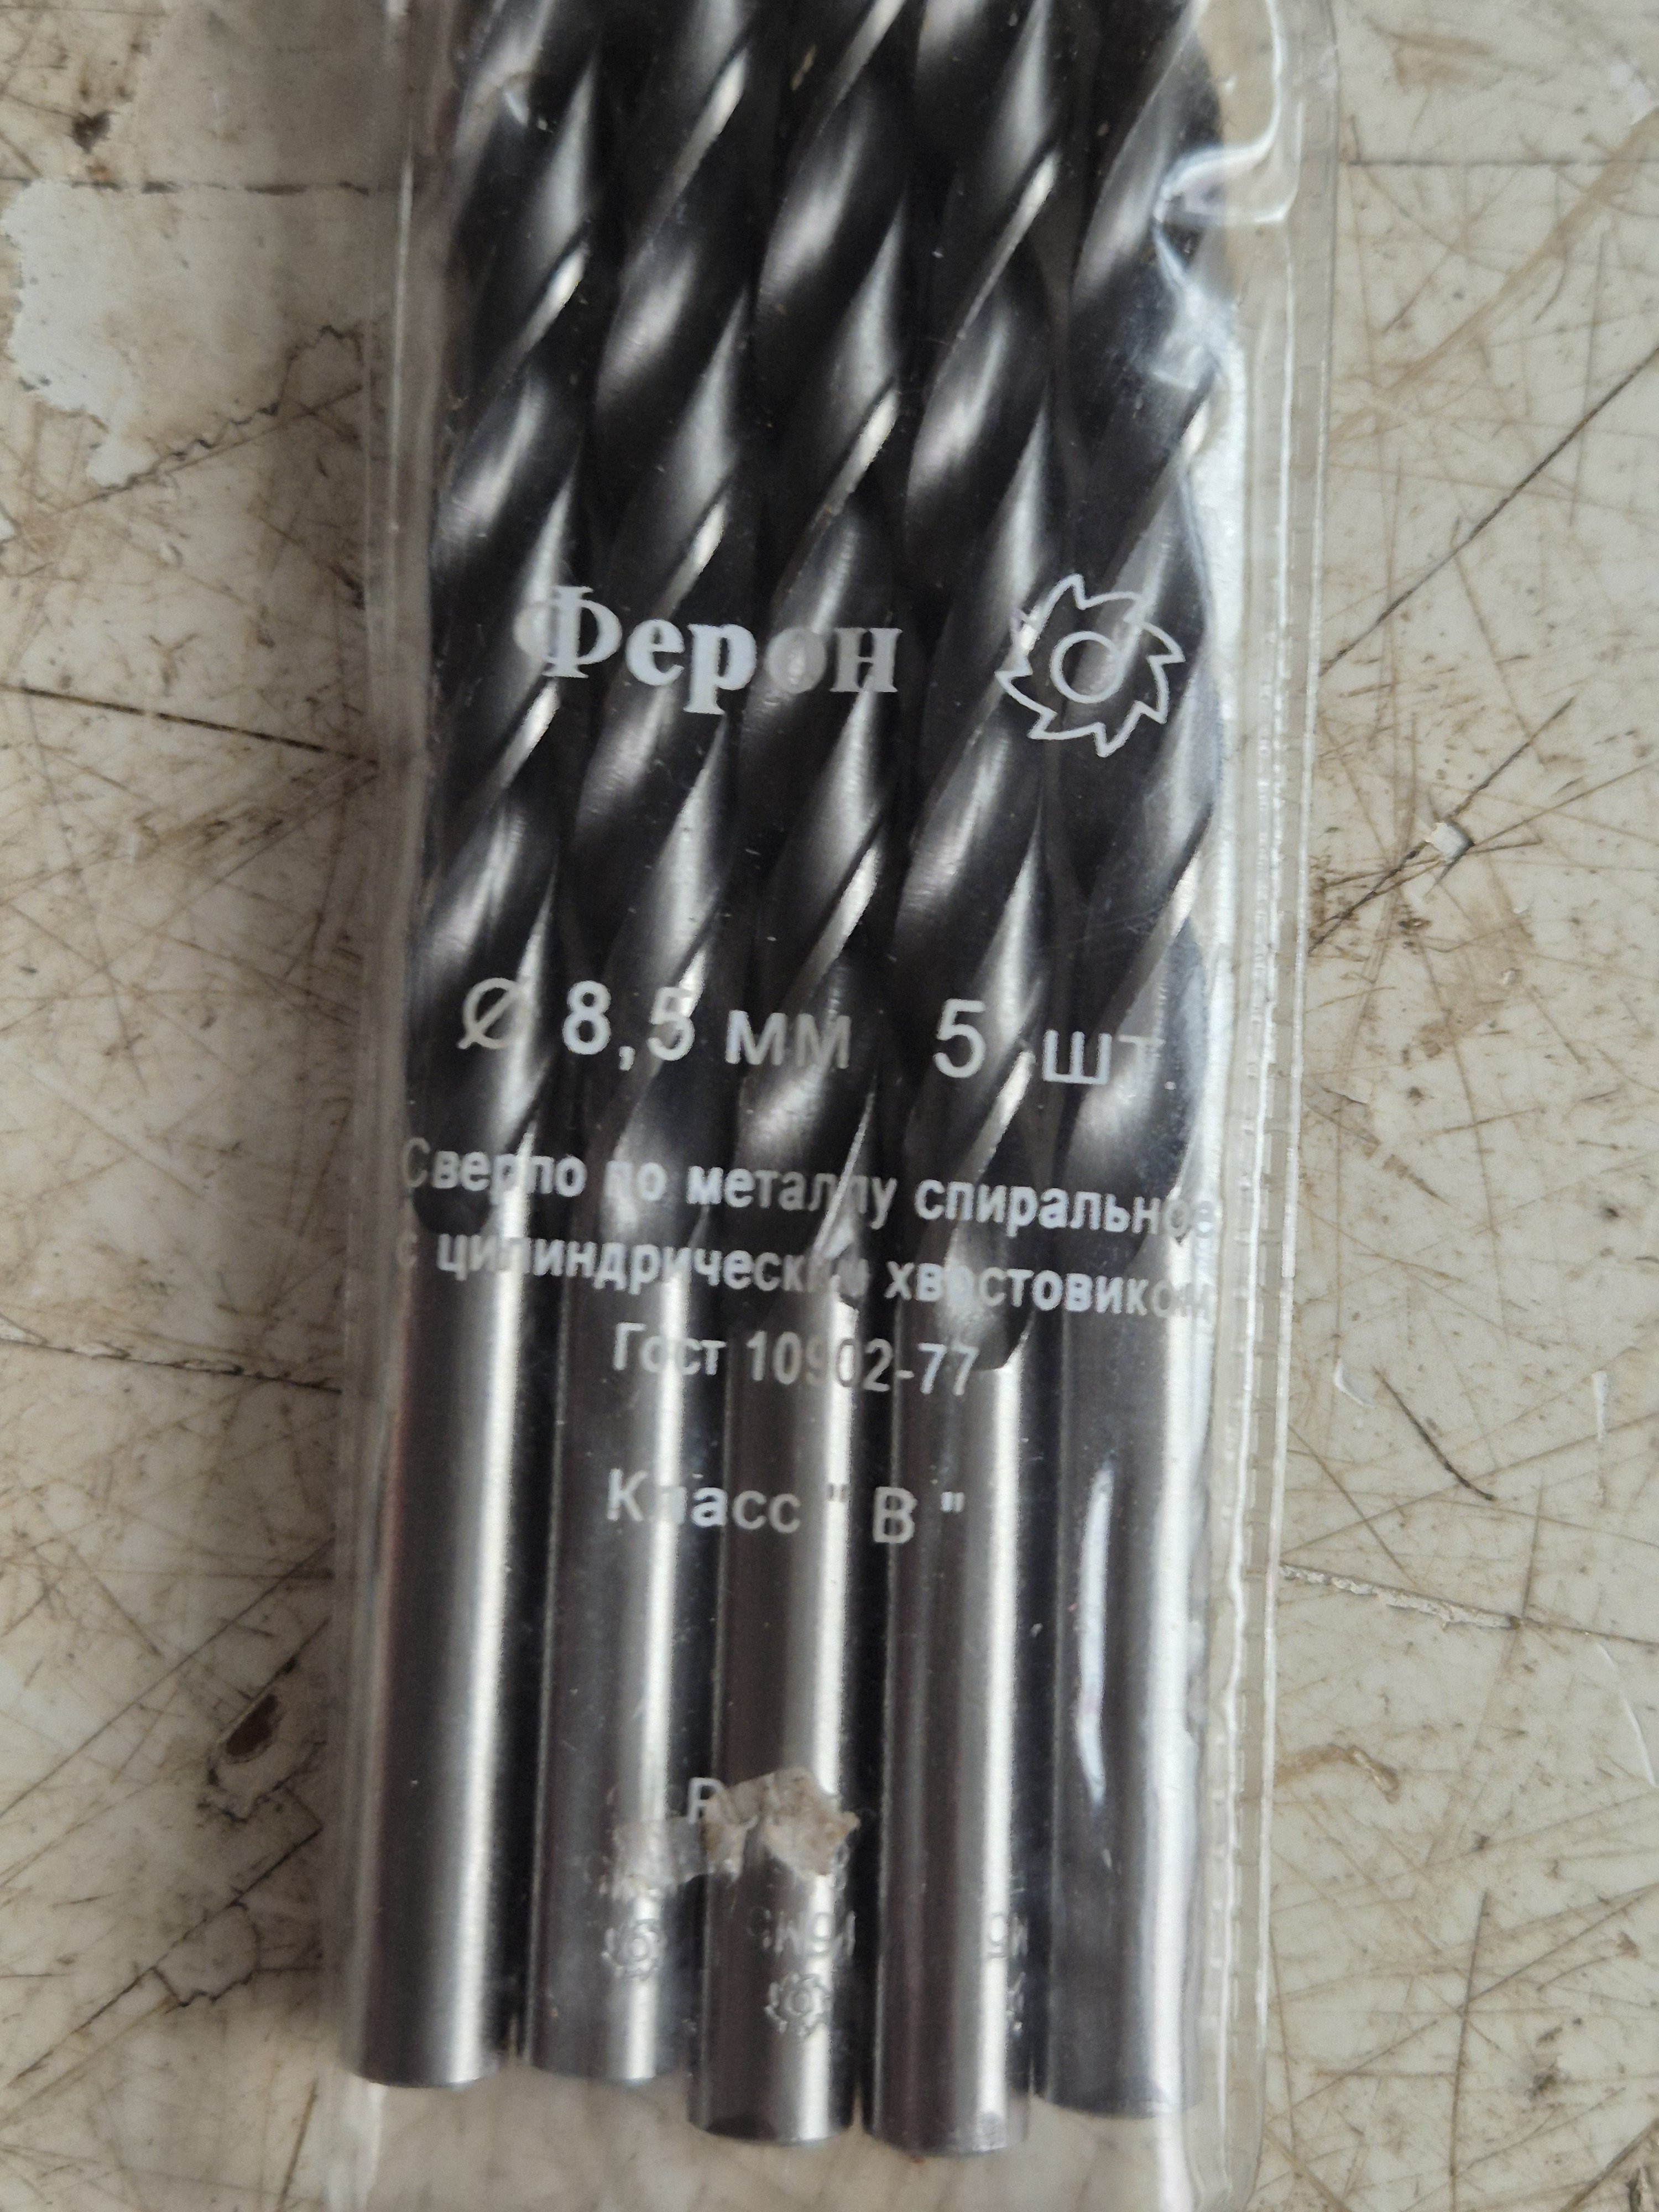 Ферон
Ø 8,5 мм 5 шт
Сверло по металлу спиральное
с цилиндрическим хвостовиком
Гост 10902-77
Класс " В "